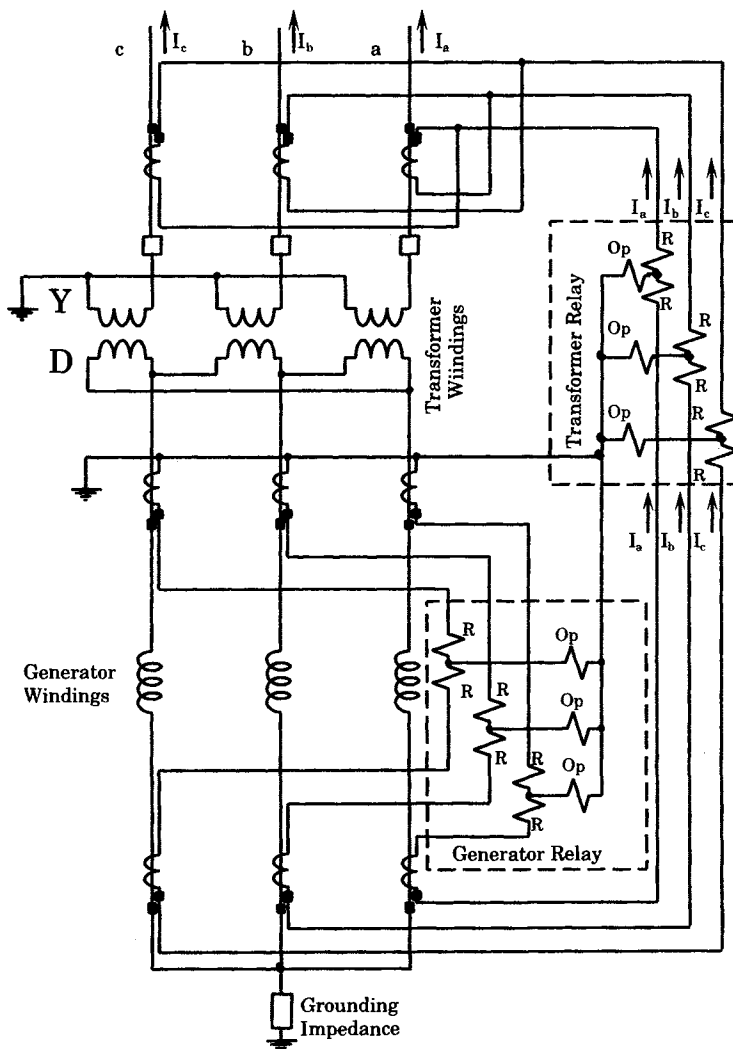 c
I_c
b
I_b
a
I_a
I_a
I_b
I_c
Op
R
R
Op
R
R
Op
R
R
Transformer Relay
Y
D
Transformer
Wiindings
I_a
I_b
I_c
Generator
Windings
R
R
Op
R
R
Op
R
R
Op
Generator Relay
Grounding
Impedance